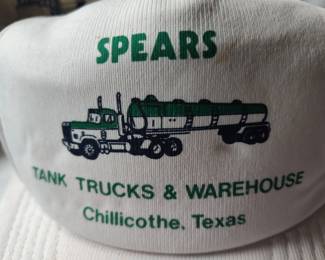 SPEARS
TANK TRUCKS & WAREHOUSE
Chillicothe, Texas